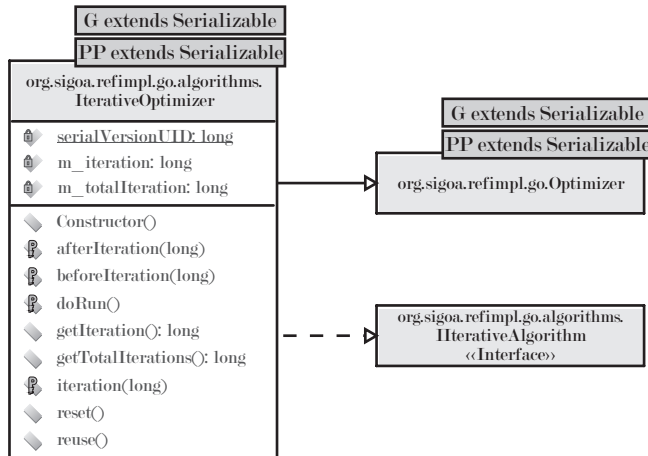 G extends Serializable
PP extends Serializable
org.sigoa.refimpl.go.algorithms.
IterativeOptimizer
serialVersionUID: long
m_iteration: long
m_totalIteration: long
Constructor()
afterIteration(long)
beforeIteration(long)
doRun()
getIteration(): long
getTotalIterations(): long
iteration(long)
reset()
reuse()
G extends Serializable
PP extends Serializable
org.sigoa.refimpl.go.Optimizer
org.sigoa.refimpl.go.algorithms.
IIterativeAlgorithm
«Interface»